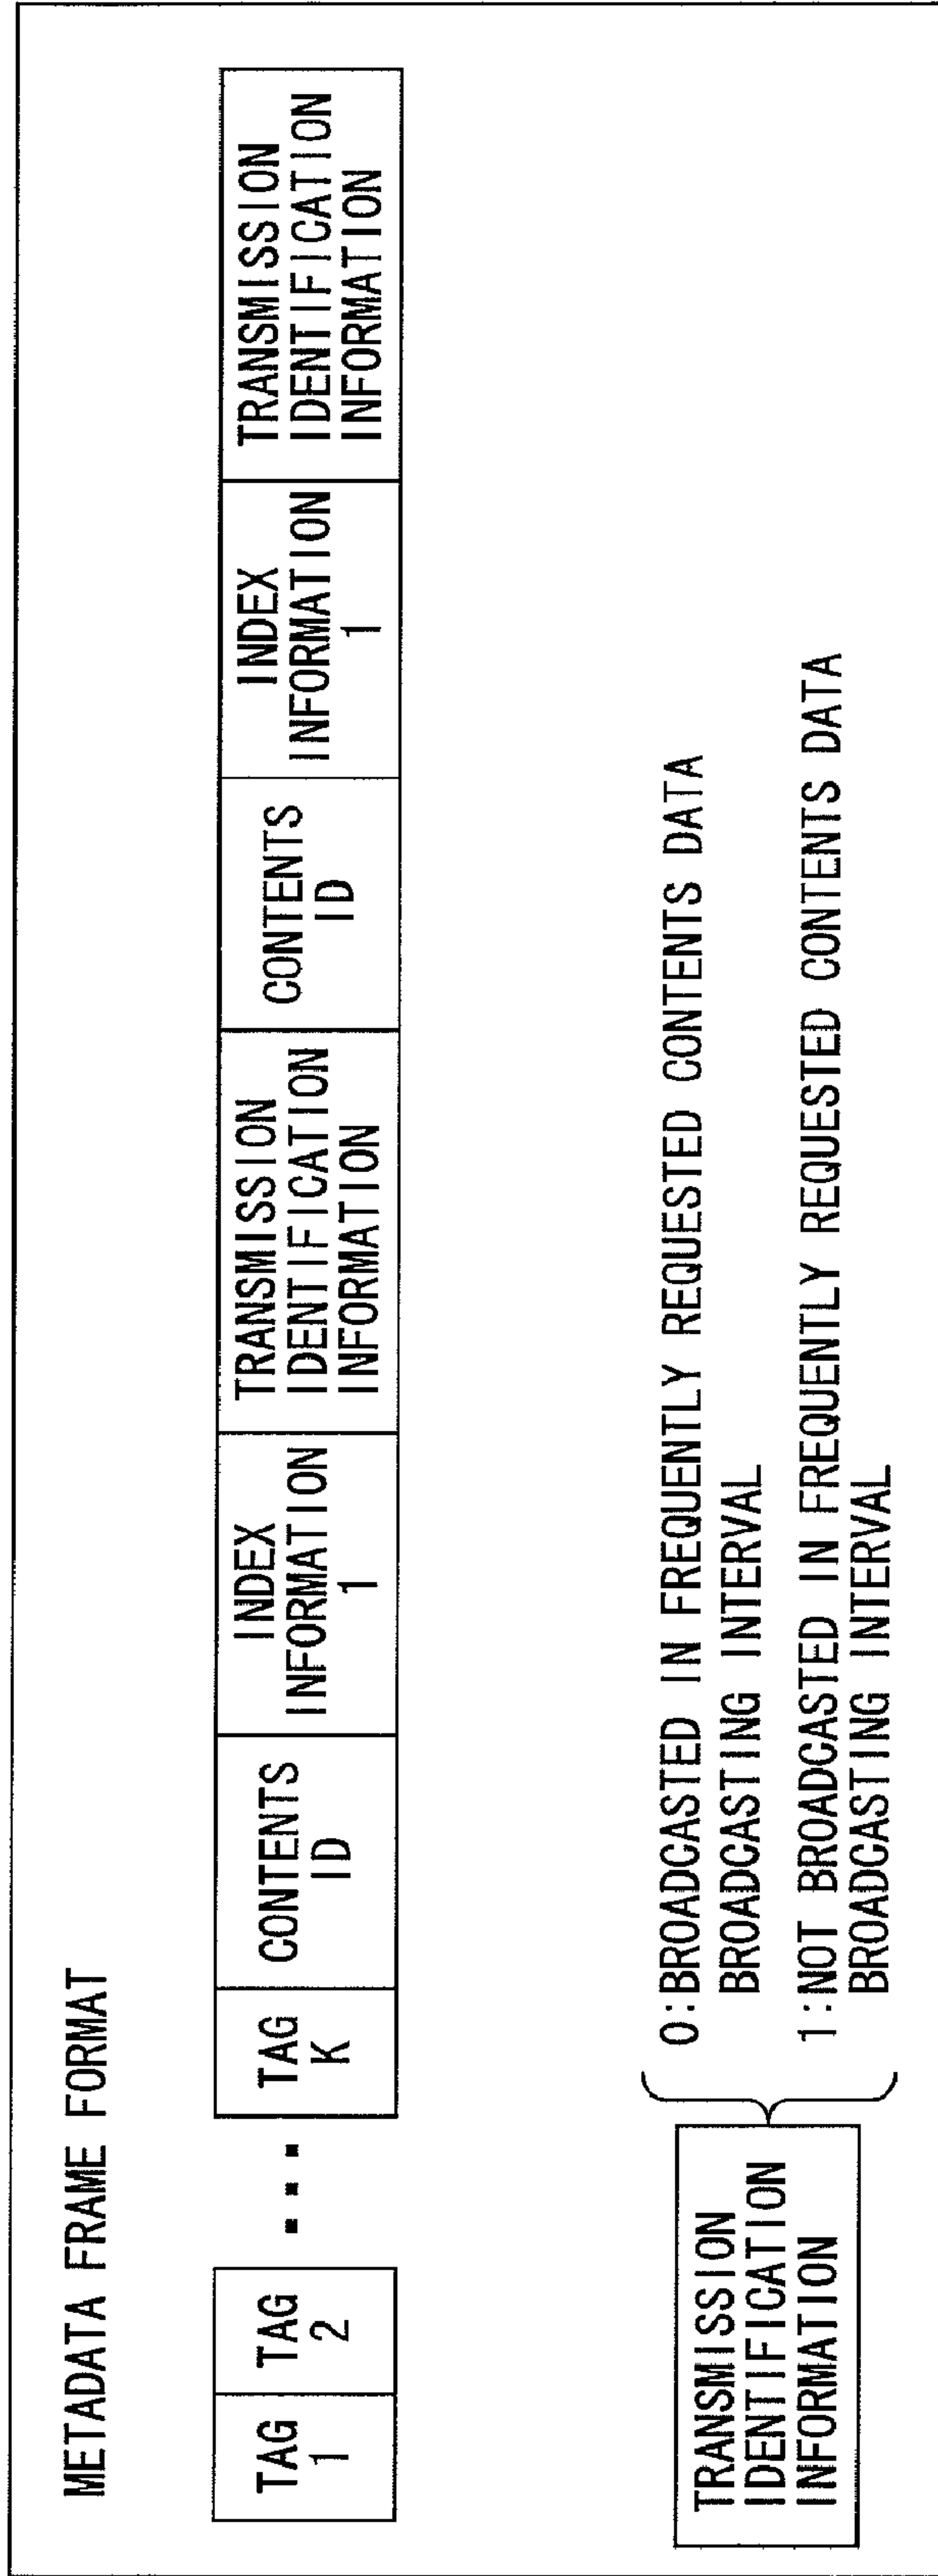 METADATA FRAME FORMAT
TAG
1
TAG
2
...
TAG
K
CONTENTS
ID
INDEX
INFORMATION
1
TRANSMISSION
IDENTIFICATION
INFORMATION
CONTENTS
ID
INDEX
INFORMATION
1
TRANSMISSION
IDENTIFICATION
INFORMATION
TRANSMISSION
IDENTIFICATION
INFORMATION
0:BROADCASTED IN FREQUENTLY REQUESTED CONTENTS DATA
BROADCASTING INTERVAL
1:NOT BROADCASTED IN FREQUENTLY REQUESTED CONTENTS DATA
BROADCASTING INTERVAL